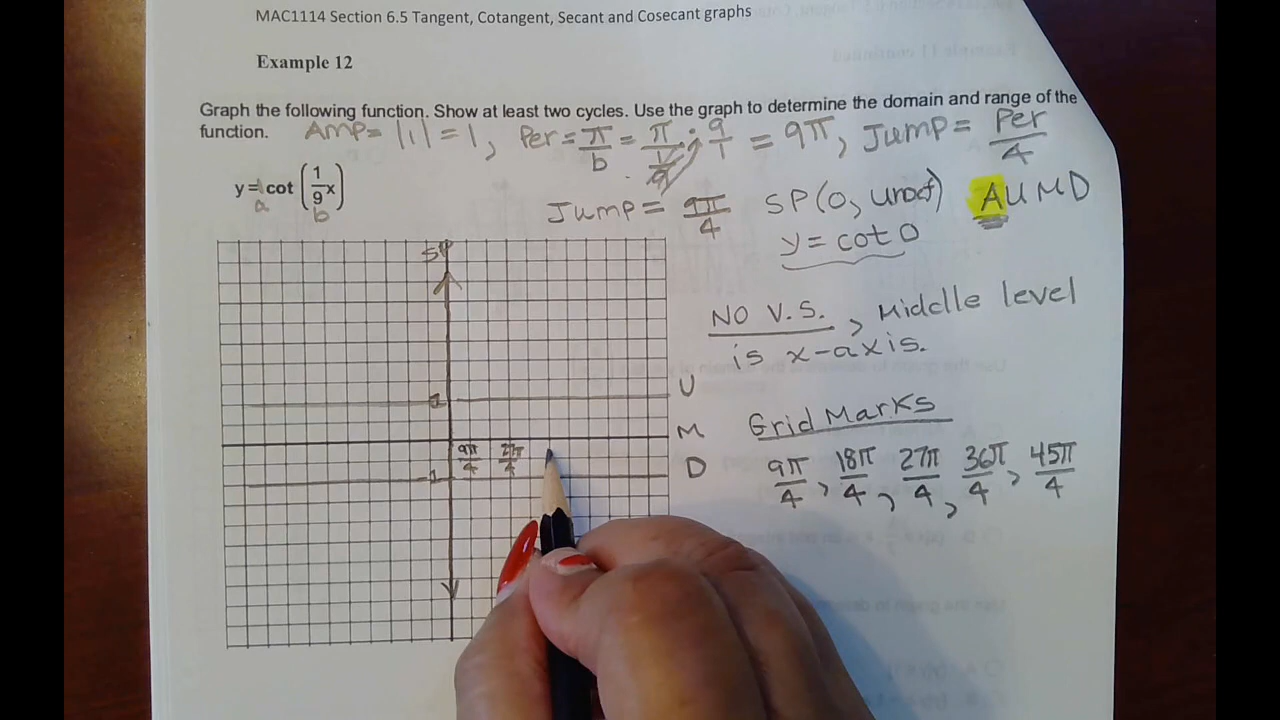 MAC1114 Section 6.5 Tangent, Cotangent, Secant and Cosecant graphs
Example 12
Graph the following function. Show at least two cycles. Use the graph to determine the domain and range of the
function. Amp = |1| = 1, Per = π/b = π/(1/9) · 9/1 = 9π, Jump = Per/4
y = cot (1/9 x)
a b
Jump = 9π/4 SP(0, undf) AUMD
y = cot 0
SP
No V.S., Middle level
is x-axis.
U
1
Grid Marks
M
9π/4 27π/4
D
-1
9π/4, 18π/4, 27π/4, 36π/4, 45π/4